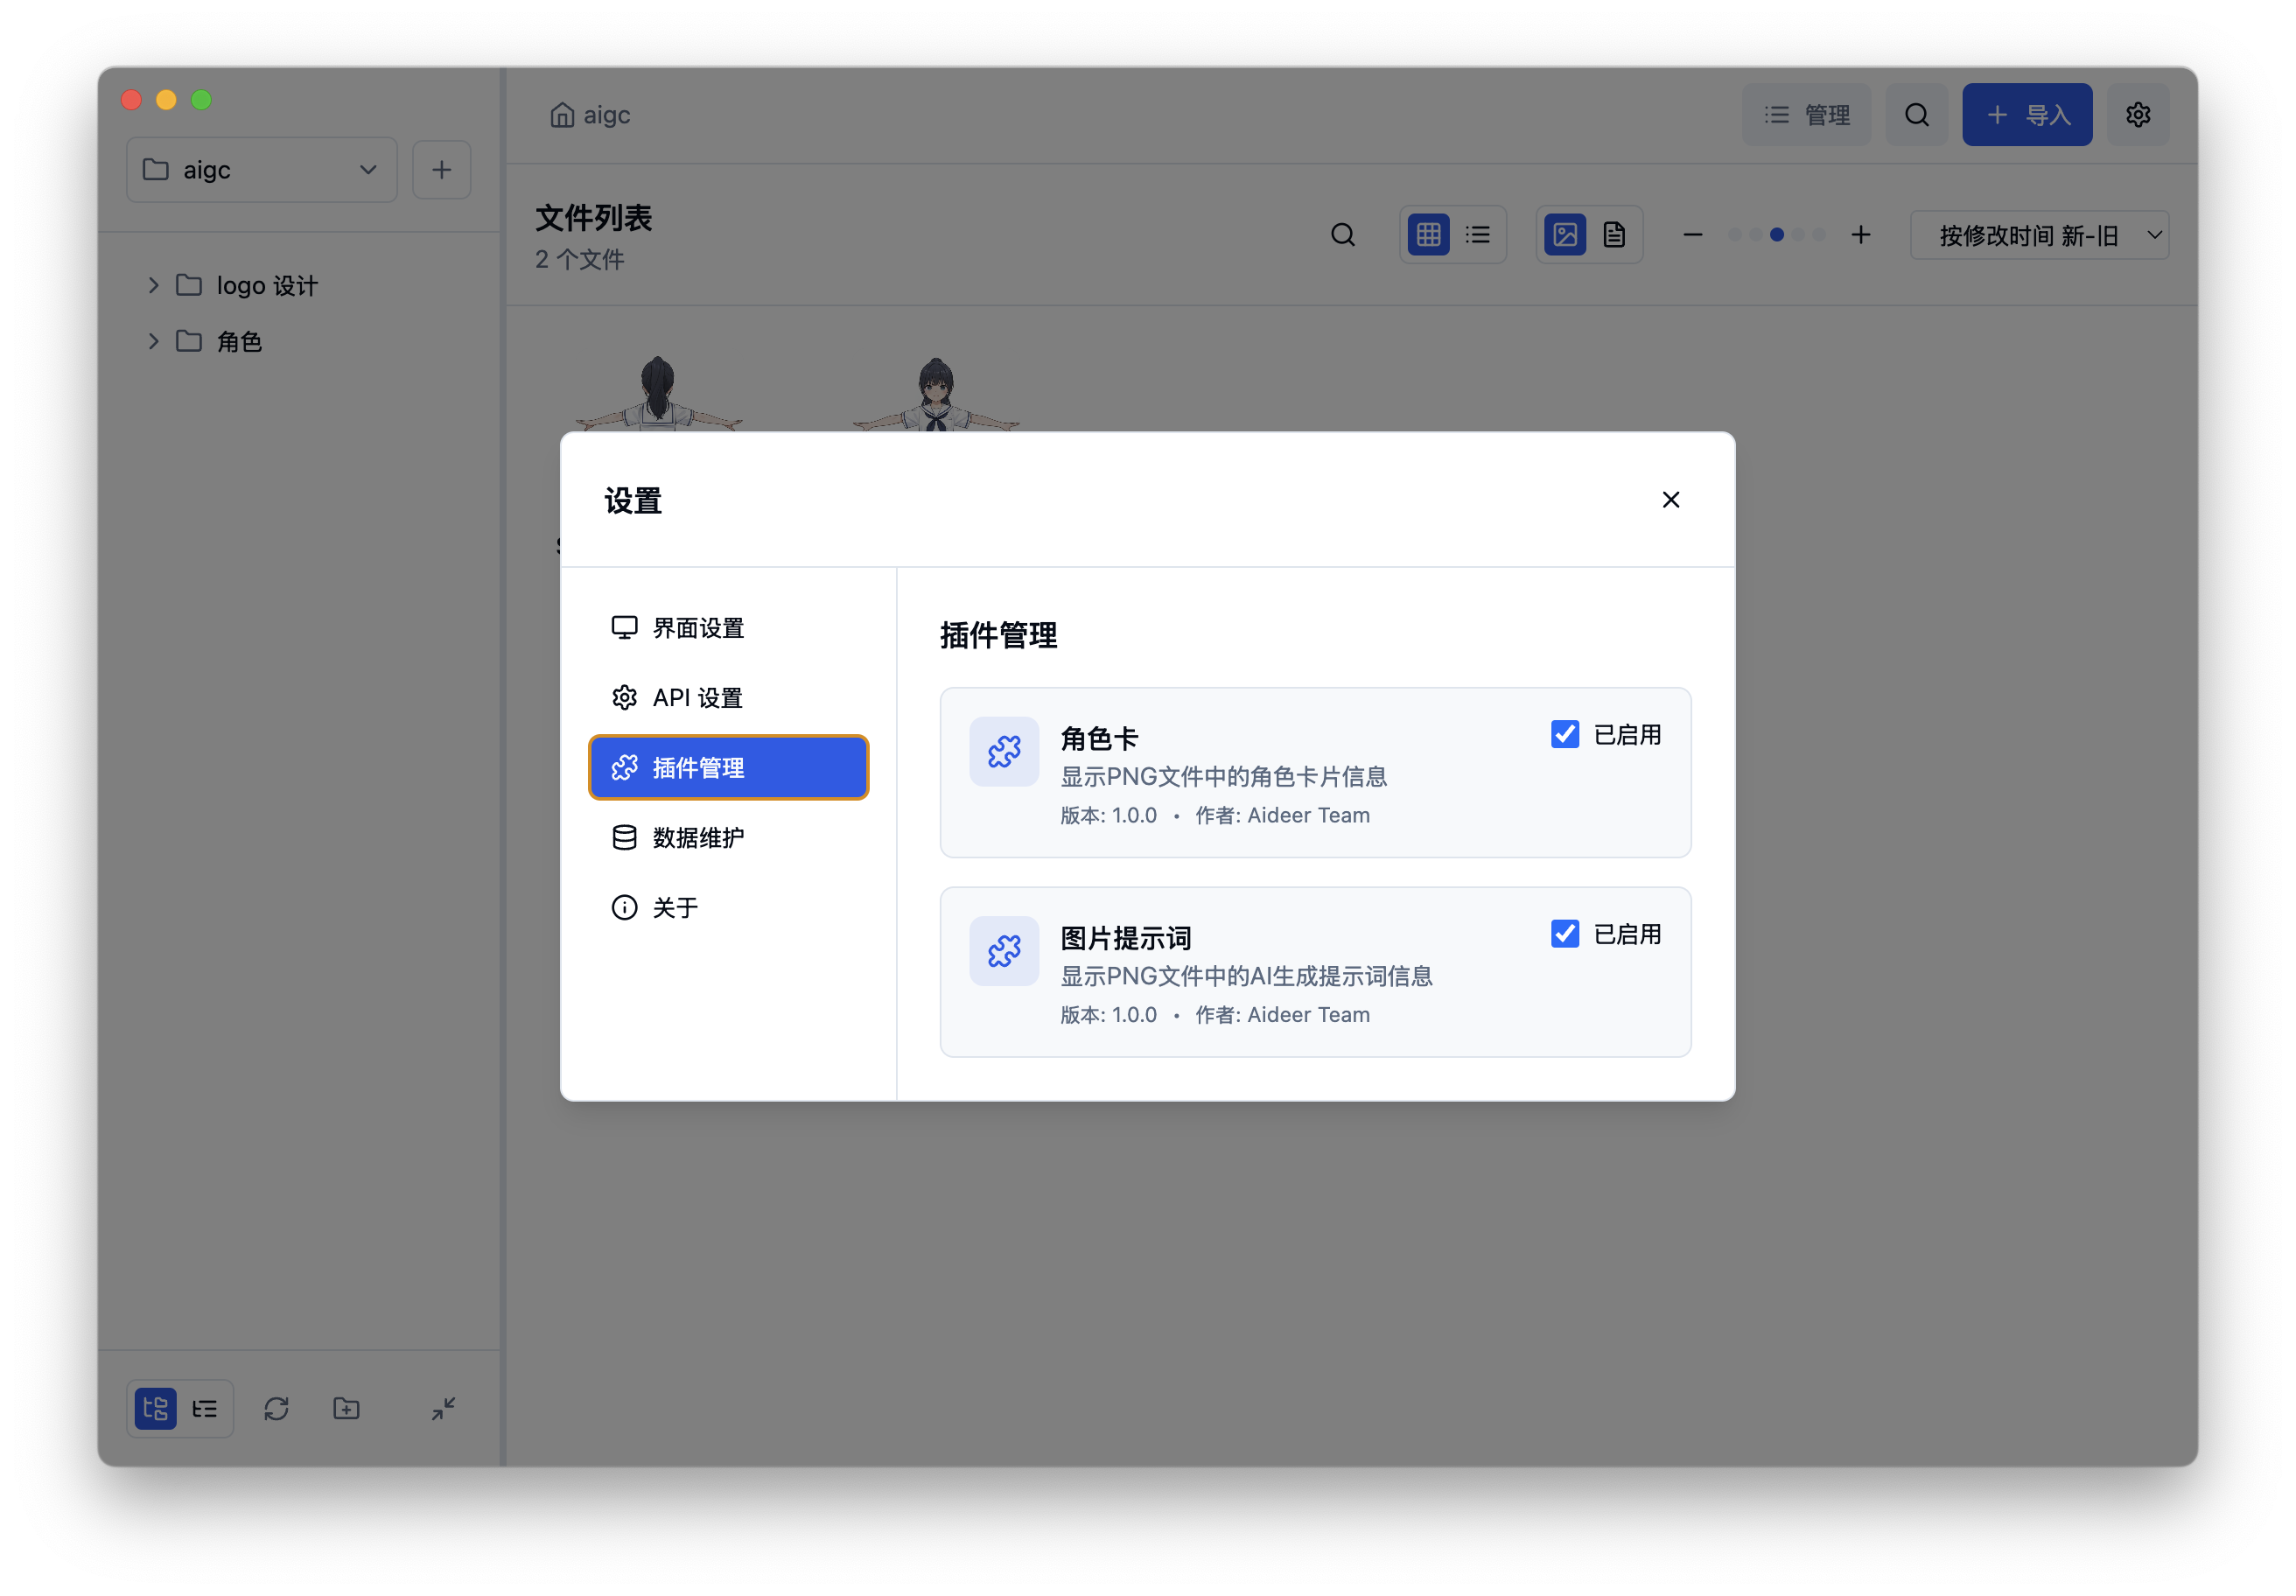 aigc
aigc
管理
导入
文件列表
2 个文件
按修改时间 新-旧
logo 设计
角色
设置
界面设置
API 设置
插件管理
数据维护
关于
插件管理
角色卡
已启用
显示PNG文件中的角色卡片信息
版本: 1.0.0 • 作者: Aideer Team
图片提示词
已启用
显示PNG文件中的AI生成提示词信息
版本: 1.0.0 • 作者: Aideer Team